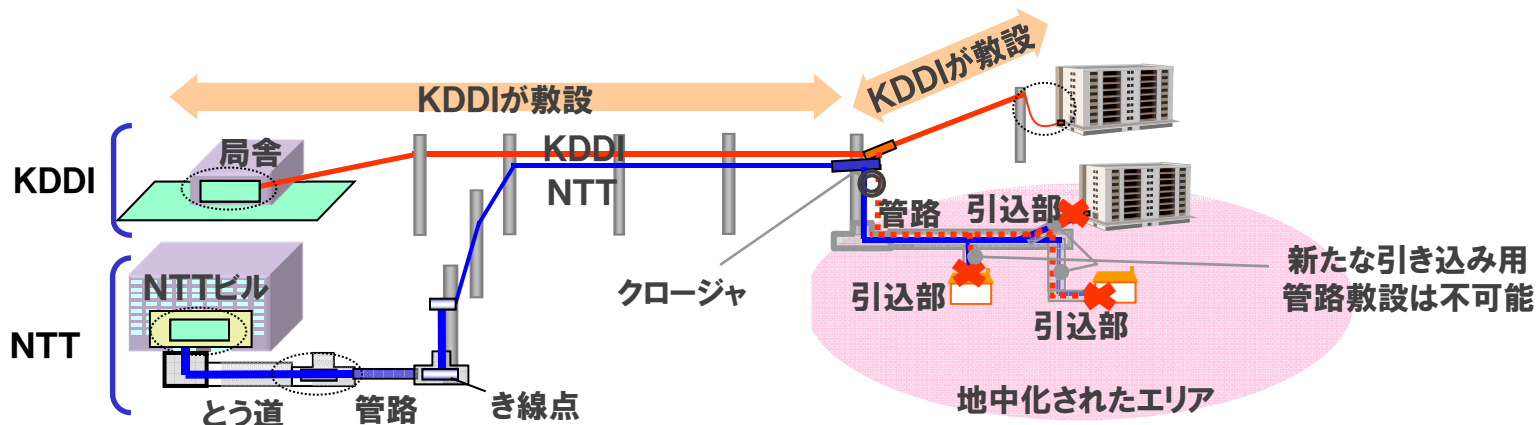 KDDIが敷設
KDDIが敷設
KDDI
局舎
KDDI
NTT
管路
引込部
クロージャ
引込部
引込部
新たな引き込み用
管路敷設は不可能
NTT
NTTビル
とう道
管路
き線点
地中化されたエリア